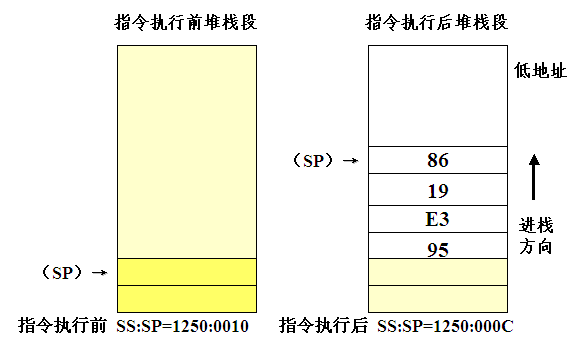 指令执行前堆栈段
指令执行后堆栈段
低地址
（SP）→
86
19
E3
95
进栈
方向
（SP）→
指令执行前 SS:SP=1250:0010
指令执行后 SS:SP=1250:000C